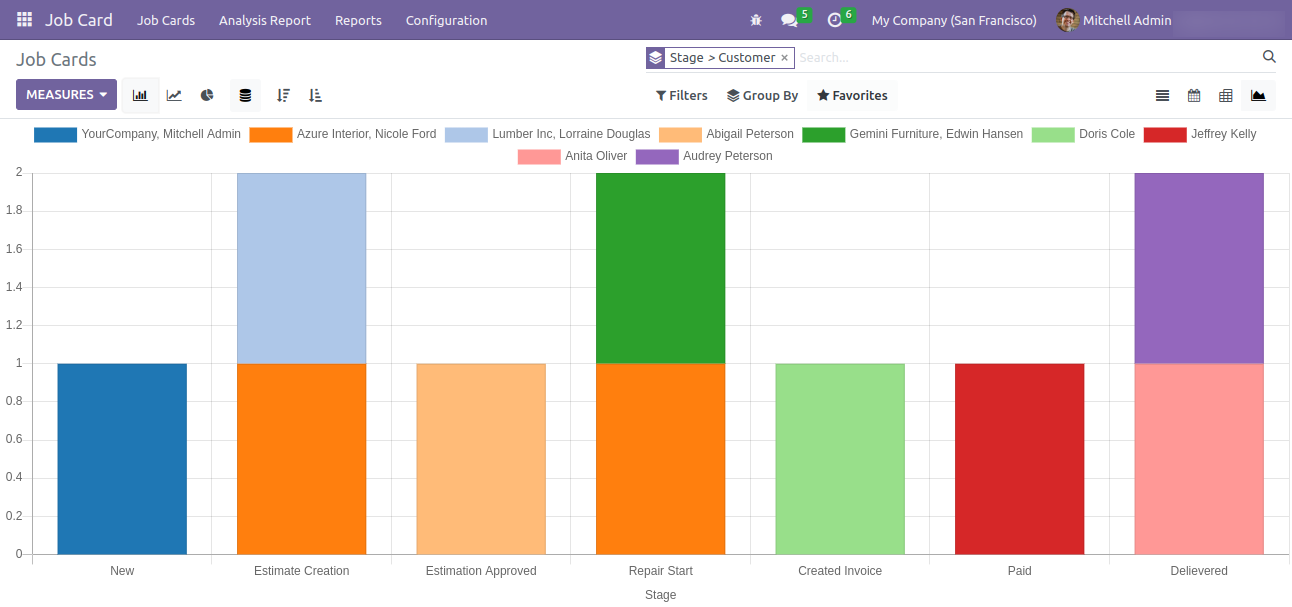 Job Card Job Cards Analysis Report Reports Configuration 5 6 My Company (San Francisco) Mitchell Admin
Job Cards
Stage > Customer × Search...
MEASURES Filters Group By Favorites
YourCompany, Mitchell Admin Azure Interior, Nicole Ford Lumber Inc, Lorraine Douglas Abigail Peterson Gemini Furniture, Edwin Hansen Doris Cole Jeffrey Kelly
Anita Oliver Audrey Peterson
2
1.8
1.6
1.4
1.2
1
0.8
0.6
0.4
0.2
0
New Estimate Creation Estimation Approved Repair Start Created Invoice Paid Delievered
Stage